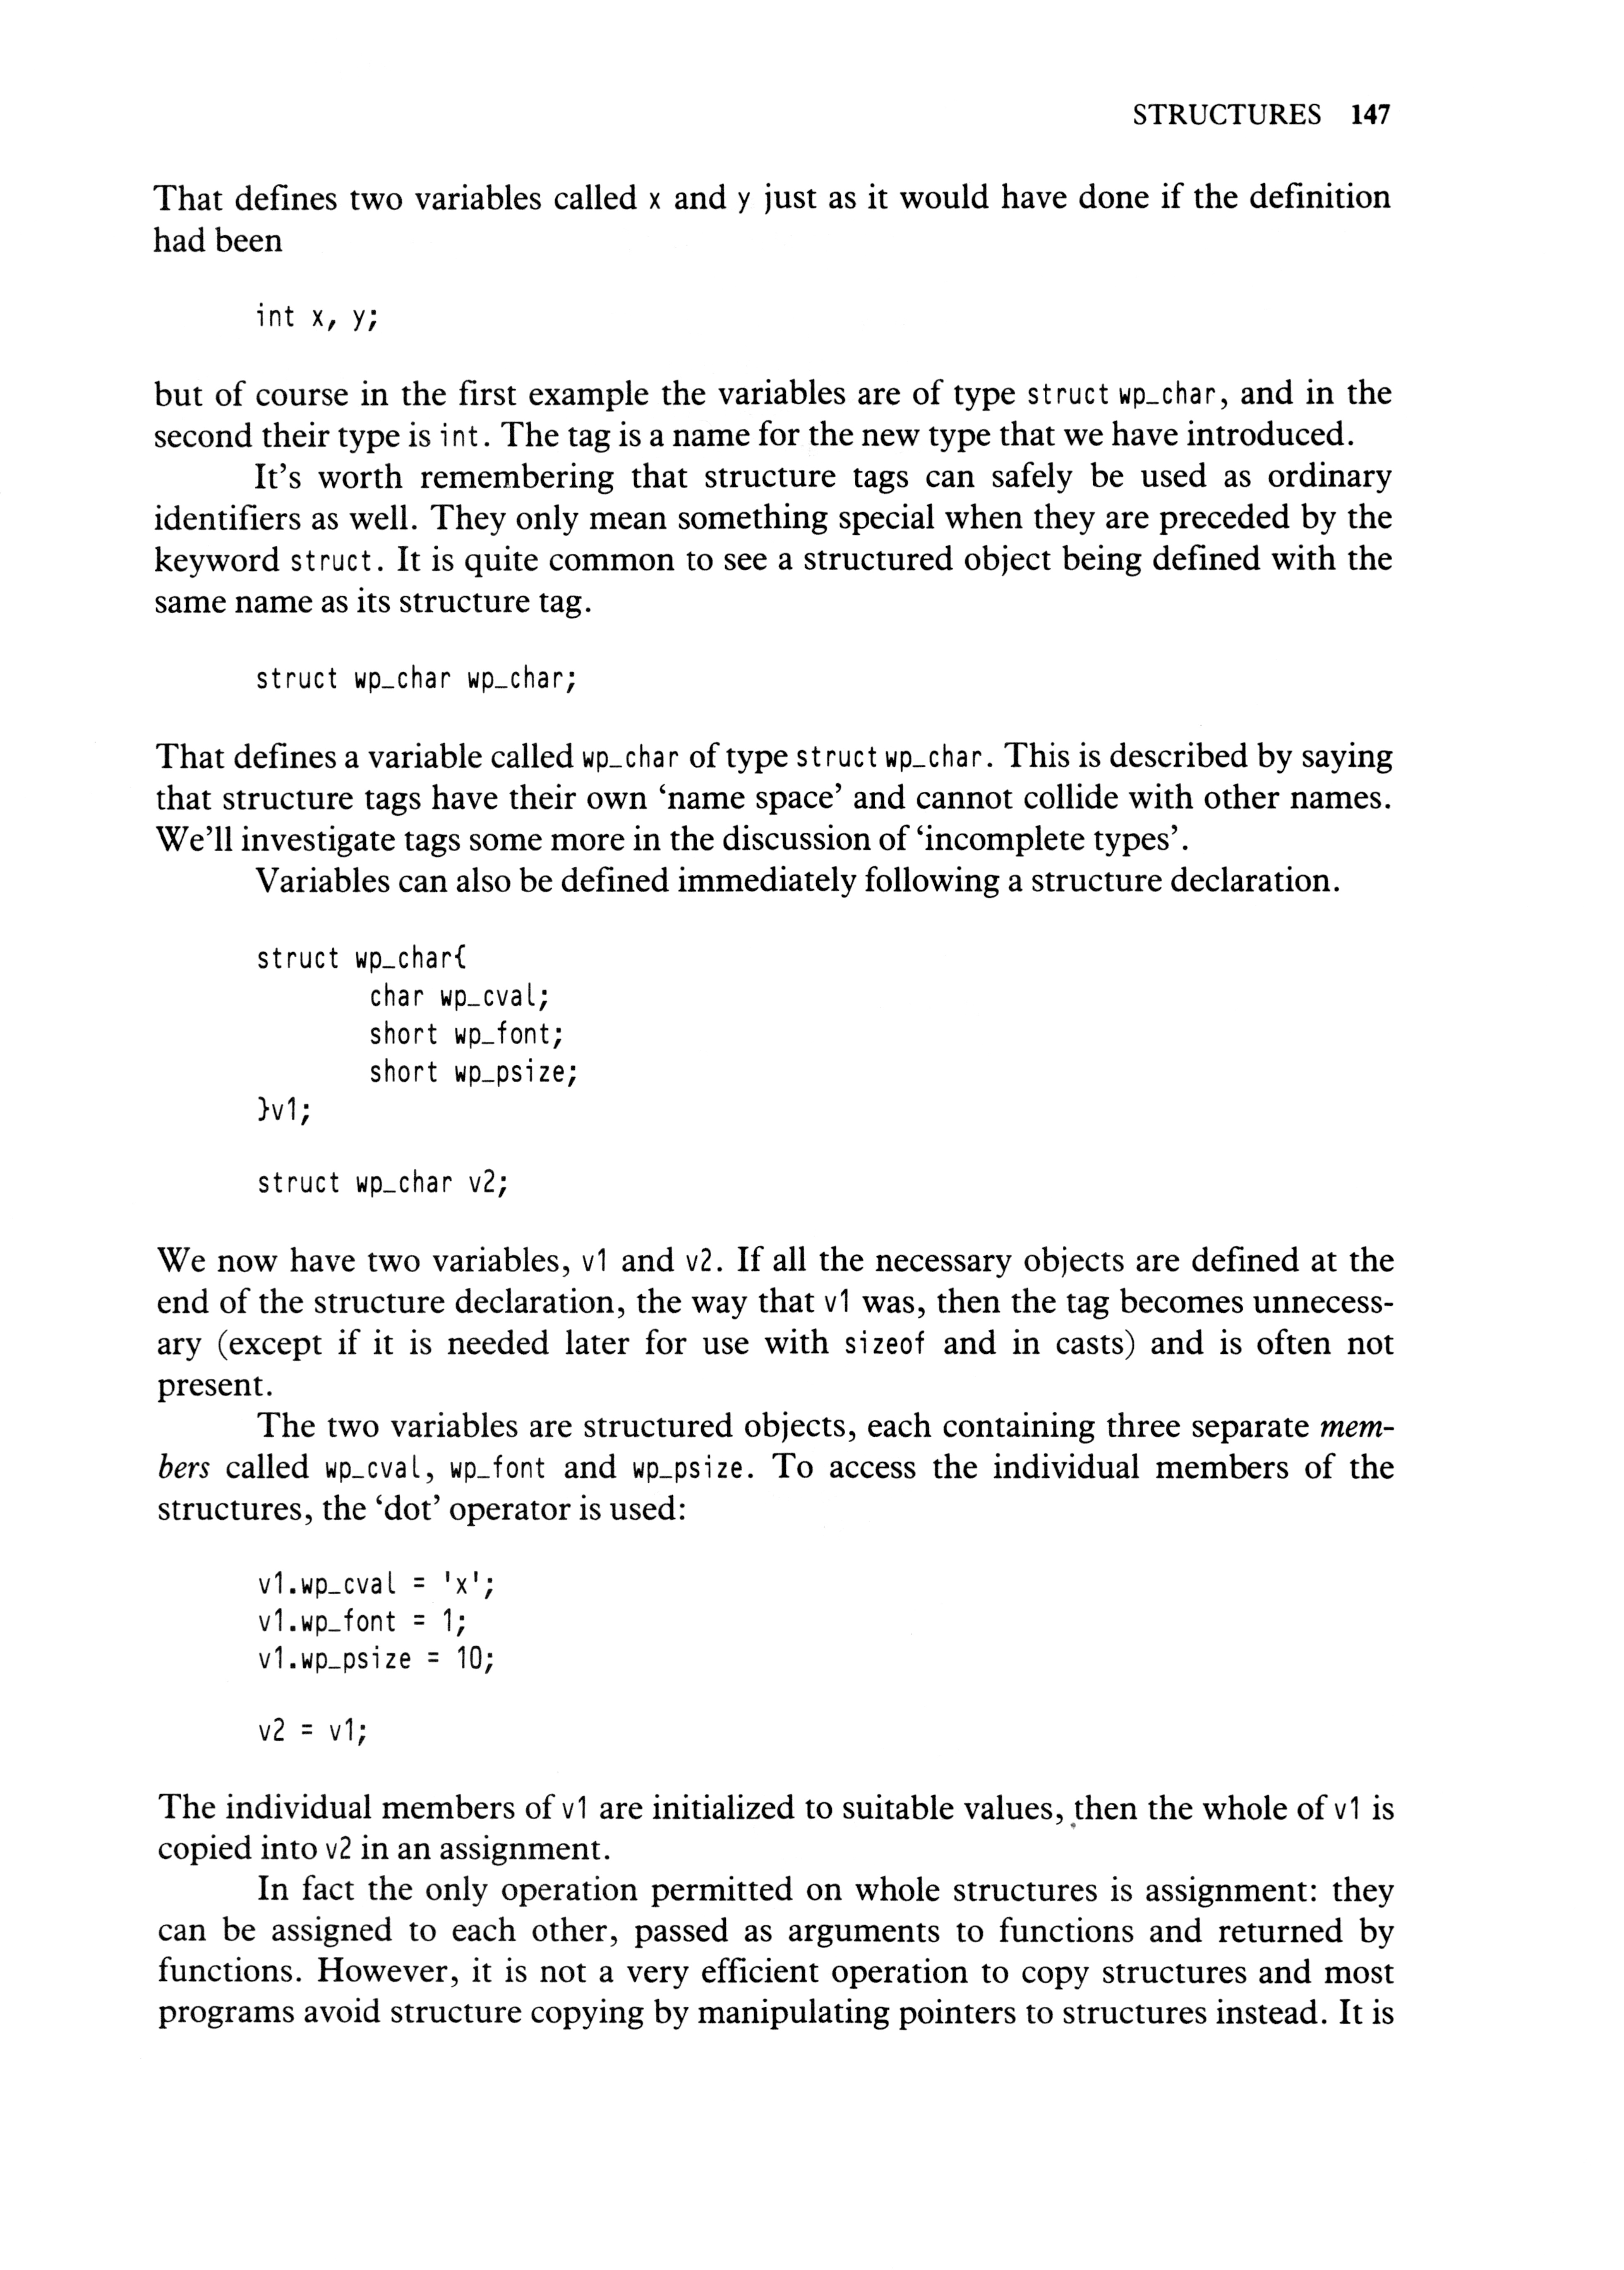 STRUCTURES 147
That defines two variables called x and y just as it would have done if the definition
had been
int x, y;
but of course in the first example the variables are of type struct wp_char, and in the
second their type is int. The tag is a name for the new type that we have introduced.
It's worth remembering that structure tags can safely be used as ordinary
identifiers as well. They only mean something special when they are preceded by the
keyword struct. It is quite common to see a structured object being defined with the
same name as its structure tag.
struct wp_char wp_char;
That defines a variable called wp_char of type struct wp_char. This is described by saying
that structure tags have their own ‘name space’ and cannot collide with other names.
We'll investigate tags some more in the discussion of ‘incomplete types’.
Variables can also be defined immediately following a structure declaration.
struct wp_char{
char wp_cval;
short wp_font;
short wp_psize;
}v1;
struct wp_char v2;
We now have two variables, v1 and v2. If all the necessary objects are defined at the
end of the structure declaration, the way that v1 was, then the tag becomes unnecess-
ary (except if it is needed later for use with sizeof and in casts) and is often not
present.
The two variables are structured objects, each containing three separate mem-
bers called wp_cval, wp_font and wp_psize. To access the individual members of the
structures, the ‘dot’ operator is used:
v1.wp_cval = 'x';
v1.wp_font = 1;
v1.wp_psize = 10;
v2 = v1;
The individual members of v1 are initialized to suitable values, then the whole of v1 is
copied into v2 in an assignment.
In fact the only operation permitted on whole structures is assignment: they
can be assigned to each other, passed as arguments to functions and returned by
functions. However, it is not a very efficient operation to copy structures and most
programs avoid structure copying by manipulating pointers to structures instead. It is